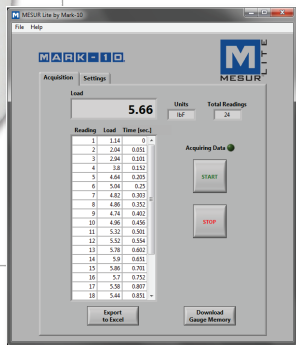 MESUR Lite by Mark-10
File Help
MARK-10
M
MESUR
LITE
Acquisition Settings
Load
5.66
Units
lbF
Total Readings
24
Reading Load Time [sec.]
1 1.14 0
2 2.04 0.051
3 2.94 0.101
4 3.8 0.152
5 4.64 0.205
6 5.04 0.25
7 4.82 0.303
8 4.86 0.352
9 4.74 0.402
10 4.96 0.456
11 5.32 0.501
12 5.52 0.554
13 5.78 0.602
14 5.9 0.651
15 5.86 0.701
16 5.7 0.752
17 5.58 0.807
18 5.44 0.851
Acquiring Data
START
STOP
Export
to Excel
Download
Gauge Memory